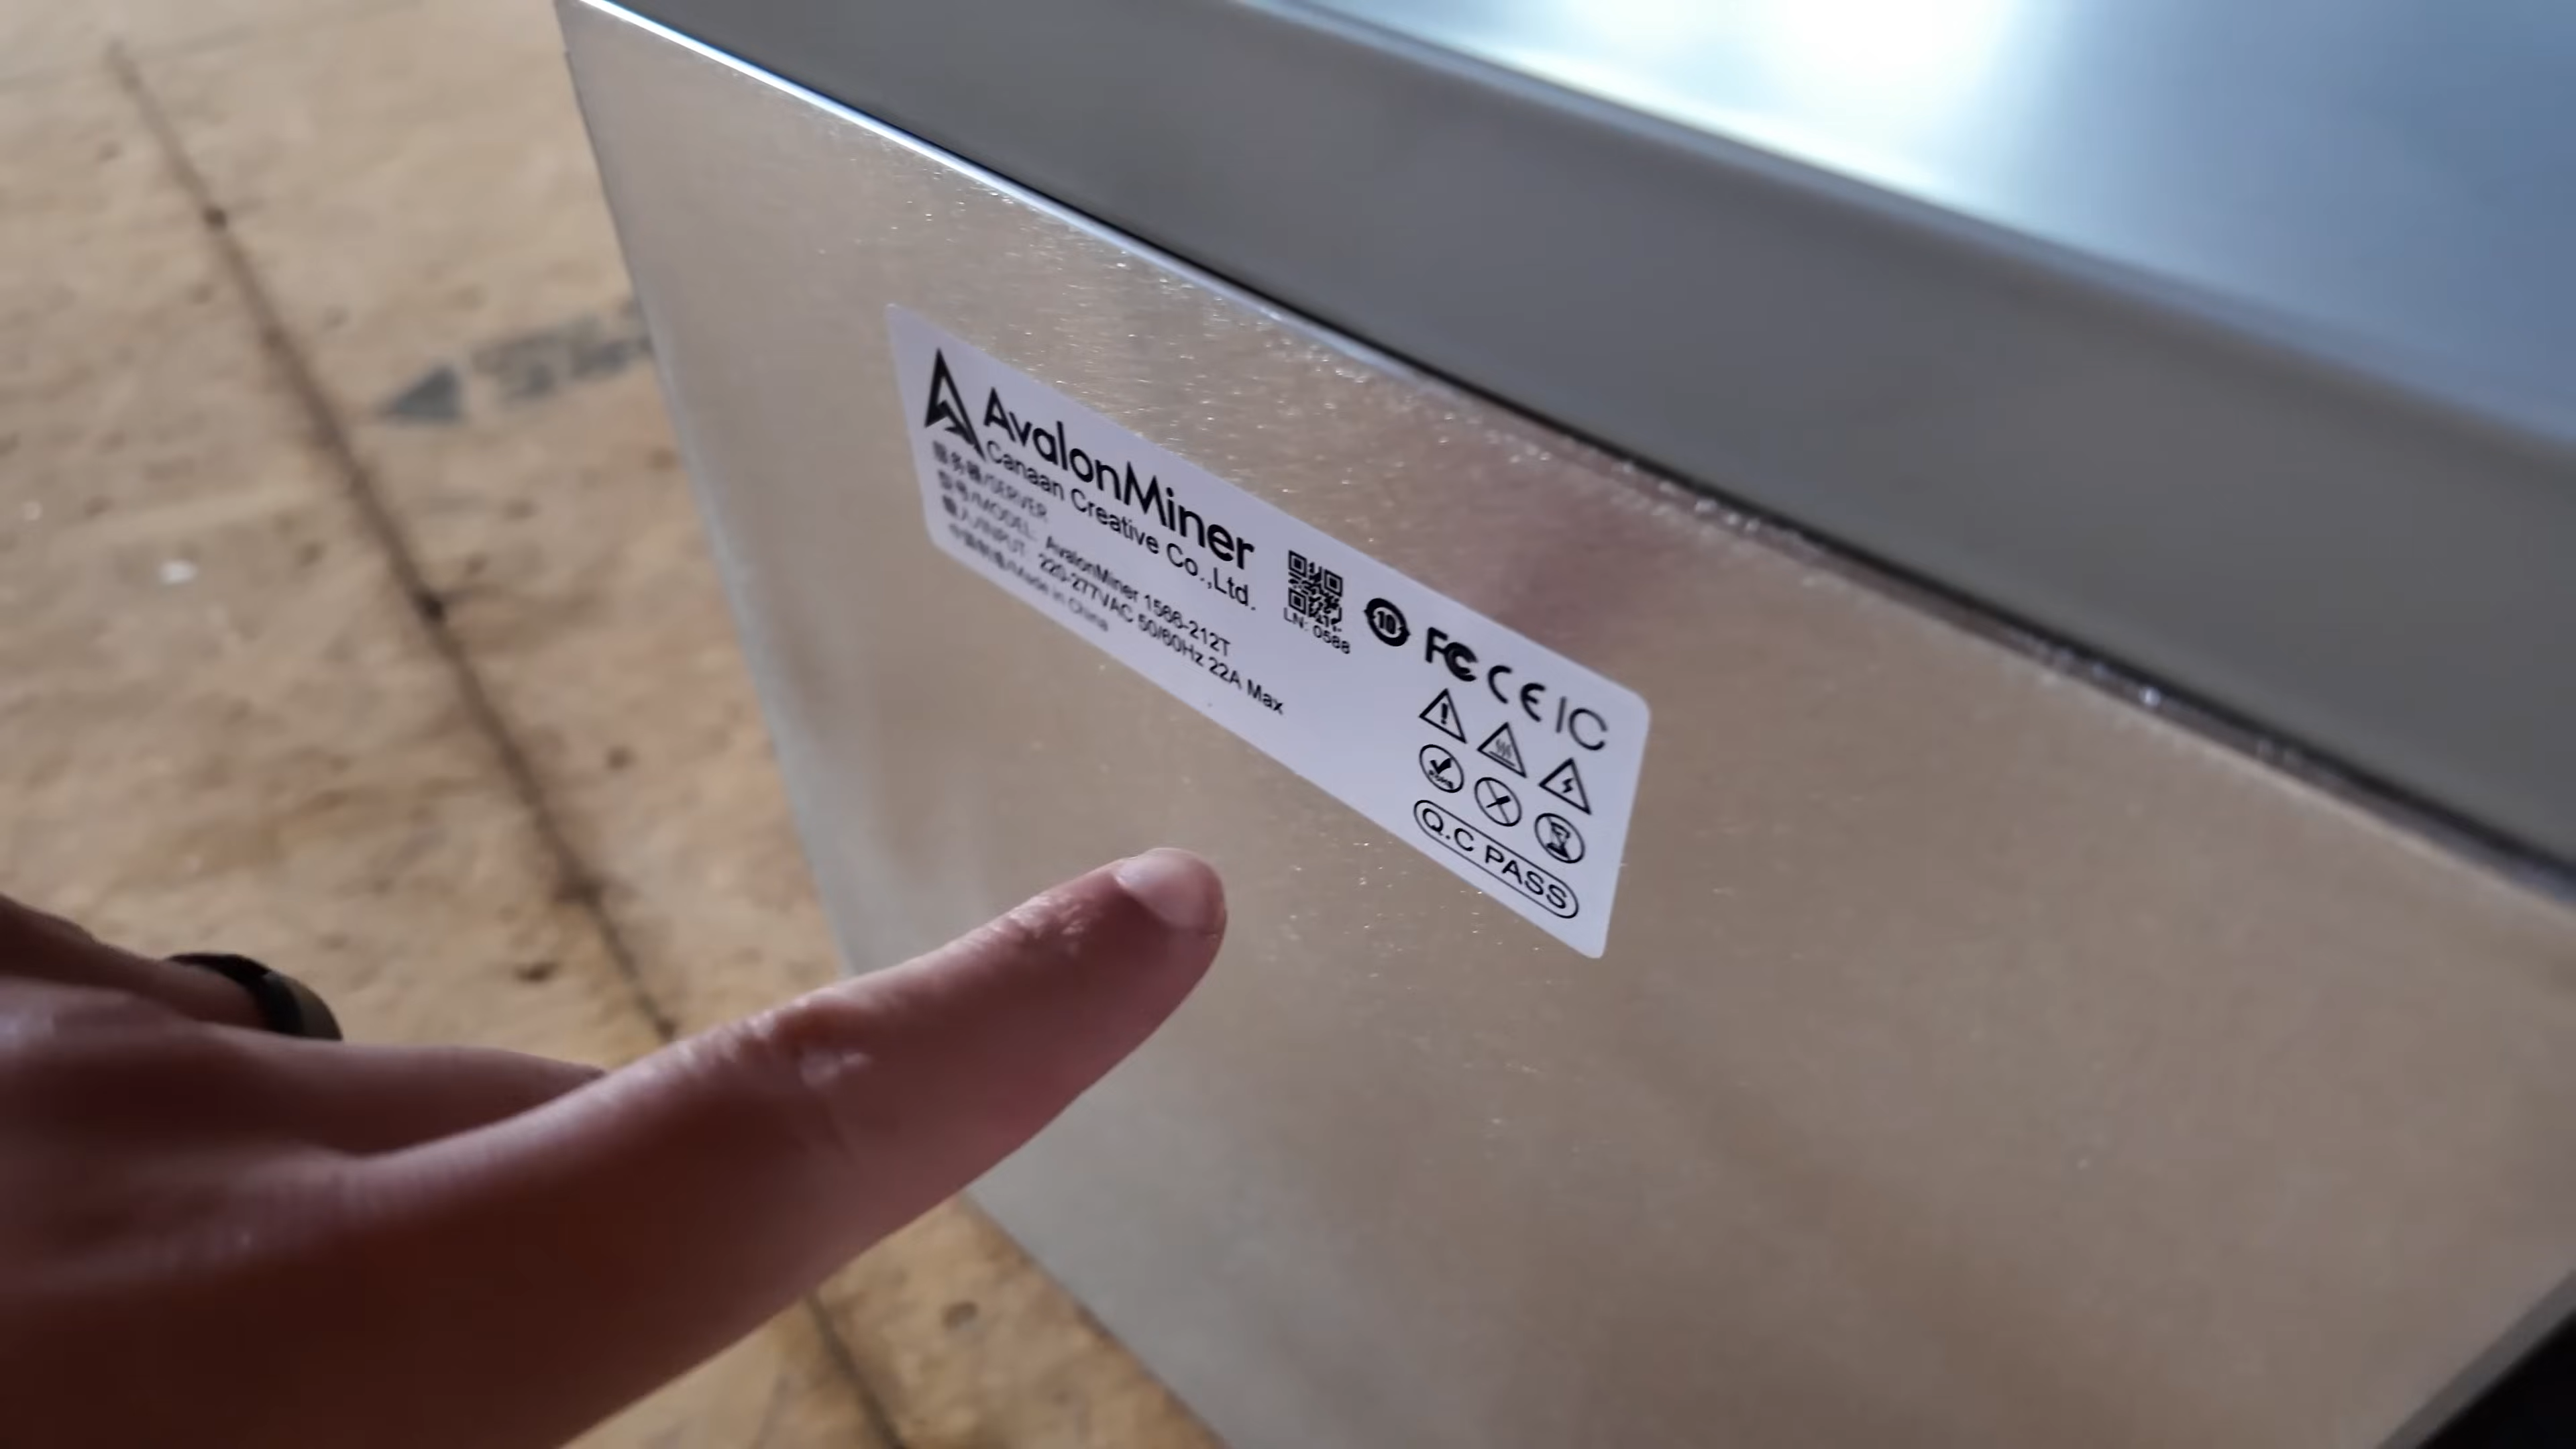 AvalonMiner
Canaan Creative Co.,Ltd.
服务器/SERVER
型号/MODEL: AvalonMiner 1566-212T
输入/INPUT: 220-277VAC 50/60Hz 22A Max
中国制造/Made in China
LN: 0588
10
FC CE IC
Q.C PASS